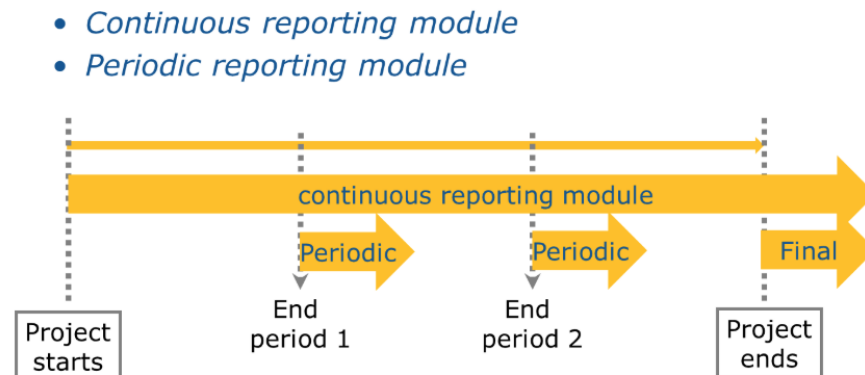 • Continuous reporting module
• Periodic reporting module
continuous reporting module
Periodic
Periodic
Final
Project
starts
End
period 1
End
period 2
Project
ends